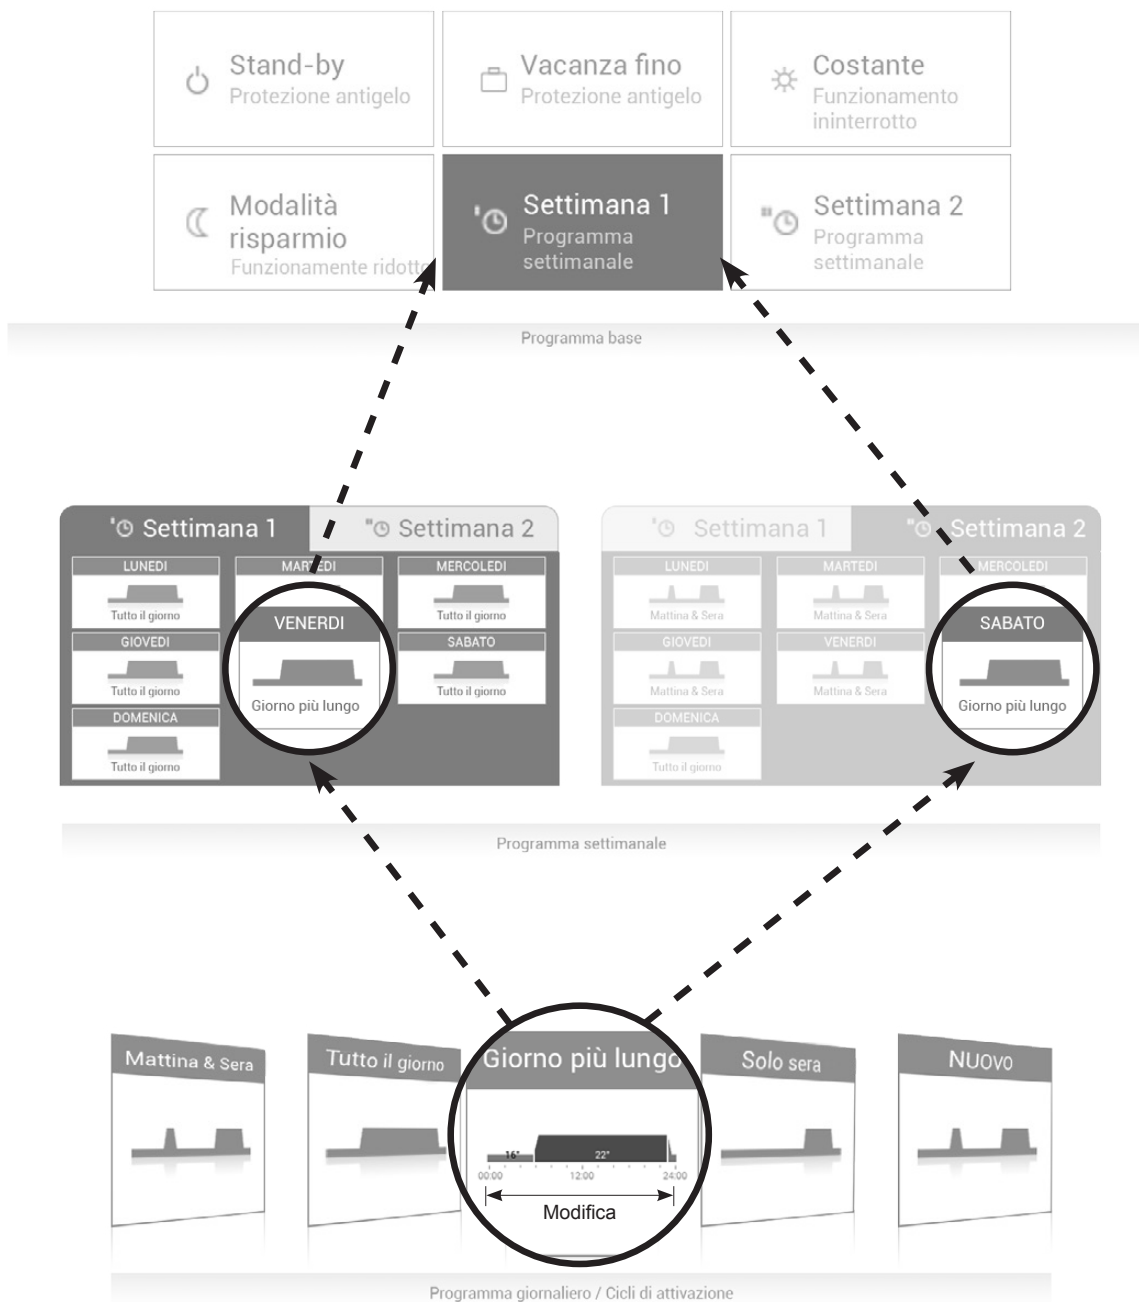 Stand-by
Protezione antigelo
Vacanza fino
Protezione antigelo
Costante
Funzionamento
ininterrotto
Modalità
risparmio
Funzionamente ridotto
Settimana 1
Programma
settimanale
Settimana 2
Programma
settimanale
Programma base
Settimana 1
Settimana 2
LUNEDI
Tutto il giorno
MARTEDI
MERCOLEDI
Tutto il giorno
GIOVEDI
Tutto il giorno
VENERDI
Giorno più lungo
SABATO
Tutto il giorno
DOMENICA
Tutto il giorno
Settimana 1
Settimana 2
LUNEDI
Mattina & Sera
MARTEDI
Mattina & Sera
MERCOLEDI
GIOVEDI
Mattina & Sera
VENERDI
Mattina & Sera
SABATO
Giorno più lungo
DOMENICA
Tutto il giorno
Programma settimanale
Mattina & Sera
Tutto il giorno
Giorno più lungo
16°
22°
00:00 12:00 24:00
Modifica
Solo sera
NUOVO
Programma giornaliero / Cicli di attivazione